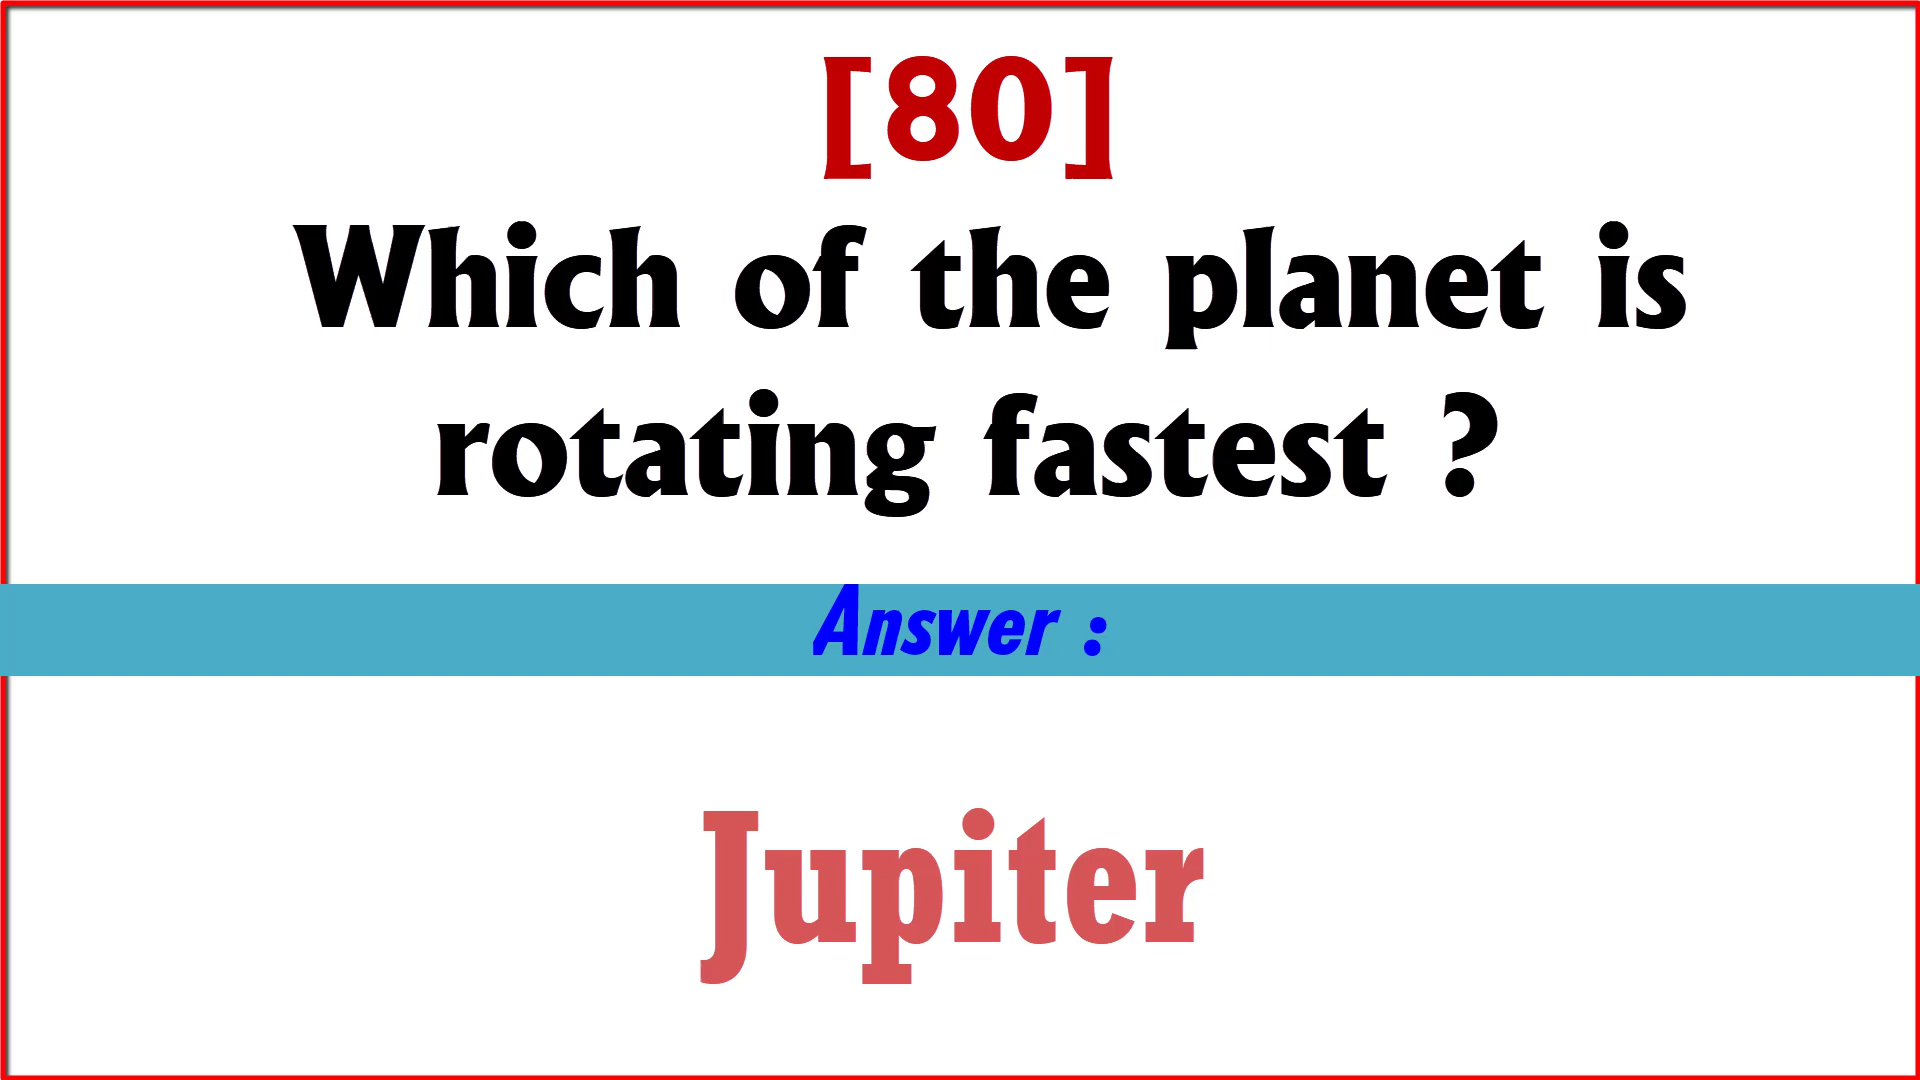 [80]
Which of the planet is
rotating fastest ?
Answer :
Jupiter